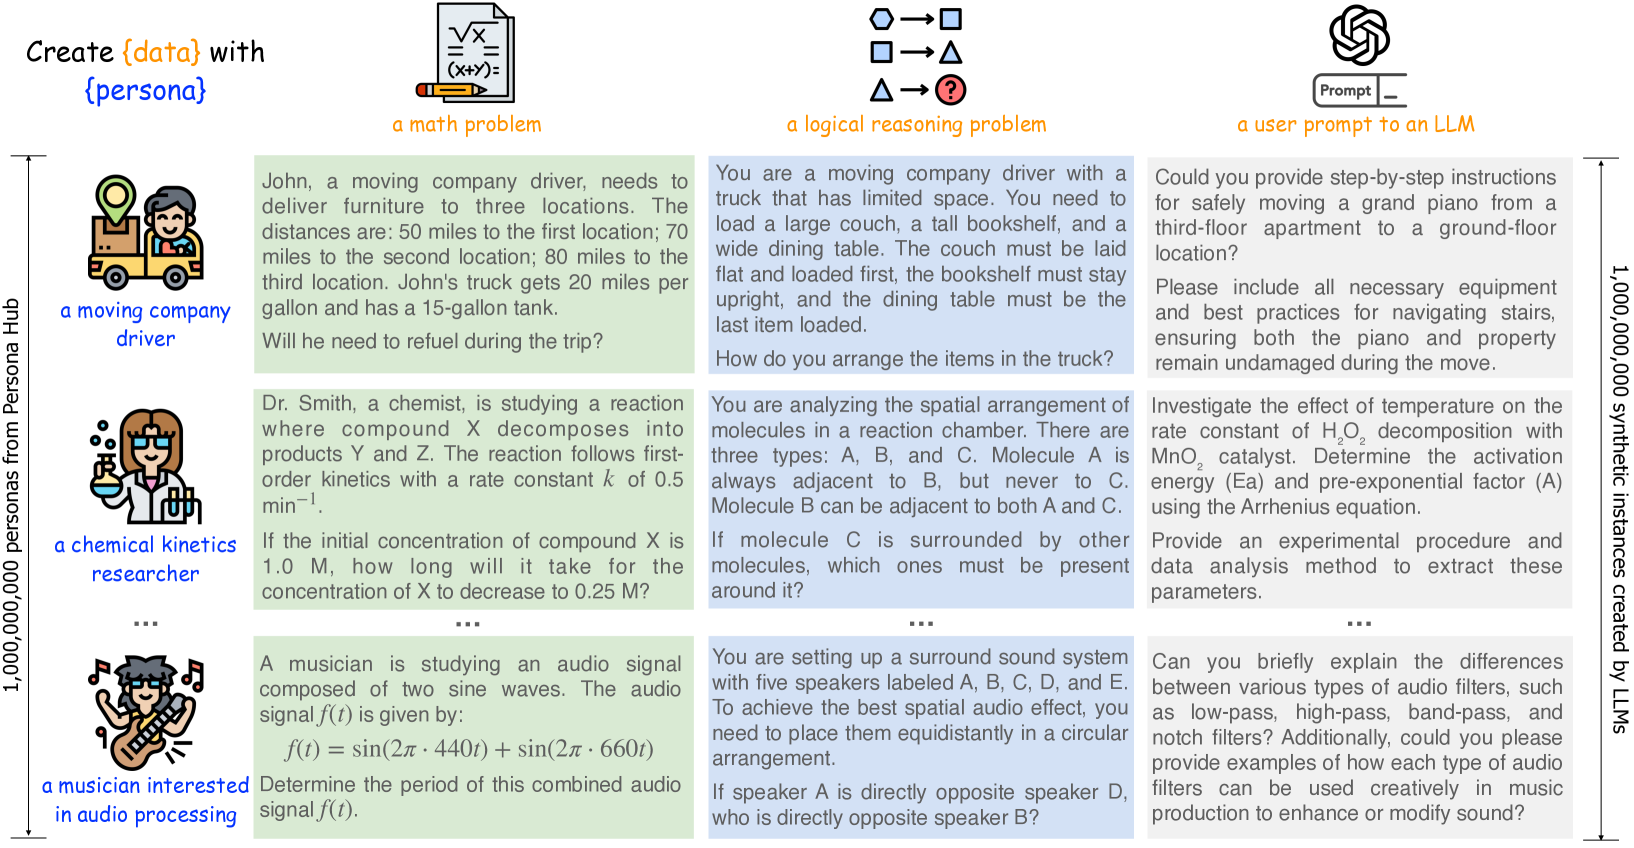 Create {data} with
{persona}
√x
= =
(x+y)=
a math problem
?
a logical reasoning problem
Prompt _
a user prompt to an LLM
1,000,000,000 personas from Persona Hub
a moving company
driver
John, a moving company driver, needs to
deliver furniture to three locations. The
distances are: 50 miles to the first location; 70
miles to the second location; 80 miles to the
third location. John's truck gets 20 miles per
gallon and has a 15-gallon tank.
Will he need to refuel during the trip?
You are a moving company driver with a
truck that has limited space. You need to
load a large couch, a tall bookshelf, and a
wide dining table. The couch must be laid
flat and loaded first, the bookshelf must stay
upright, and the dining table must be the
last item loaded.
How do you arrange the items in the truck?
Could you provide step-by-step instructions
for safely moving a grand piano from a
third-floor apartment to a ground-floor
location?
Please include all necessary equipment
and best practices for navigating stairs,
ensuring both the piano and property
remain undamaged during the move.
a chemical kinetics
researcher
Dr. Smith, a chemist, is studying a reaction
where compound X decomposes into
products Y and Z. The reaction follows first-
order kinetics with a rate constant k of 0.5
min⁻¹.
If the initial concentration of compound X is
1.0 M, how long will it take for the
concentration of X to decrease to 0.25 M?
You are analyzing the spatial arrangement of
molecules in a reaction chamber. There are
three types: A, B, and C. Molecule A is
always adjacent to B, but never to C.
Molecule B can be adjacent to both A and C.
If molecule C is surrounded by other
molecules, which ones must be present
around it?
Investigate the effect of temperature on the
rate constant of H₂O₂ decomposition with
MnO₂ catalyst. Determine the activation
energy (Ea) and pre-exponential factor (A)
using the Arrhenius equation.
Provide an experimental procedure and
data analysis method to extract these
parameters.
... ... ... ...
a musician interested
in audio processing
A musician is studying an audio signal
composed of two sine waves. The audio
signal f(t) is given by:
f(t) = sin(2π · 440t) + sin(2π · 660t)
Determine the period of this combined audio
signal f(t).
You are setting up a surround sound system
with five speakers labeled A, B, C, D, and E.
To achieve the best spatial audio effect, you
need to place them equidistantly in a circular
arrangement.
If speaker A is directly opposite speaker D,
who is directly opposite speaker B?
Can you briefly explain the differences
between various types of audio filters, such
as low-pass, high-pass, band-pass, and
notch filters? Additionally, could you please
provide examples of how each type of audio
filters can be used creatively in music
production to enhance or modify sound?
1,000,000,000 synthetic instances created by LLMs